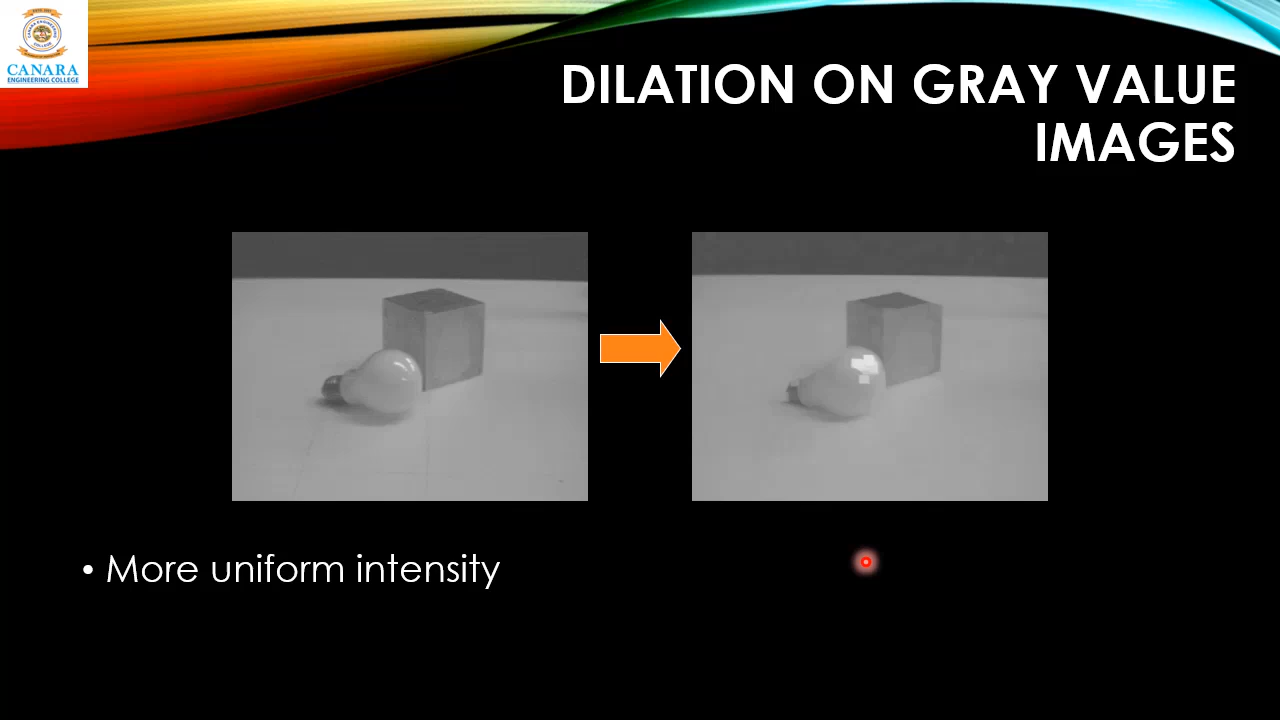 CANARA
ENGINEERING COLLEGE
DILATION ON GRAY VALUE
IMAGES
• More uniform intensity